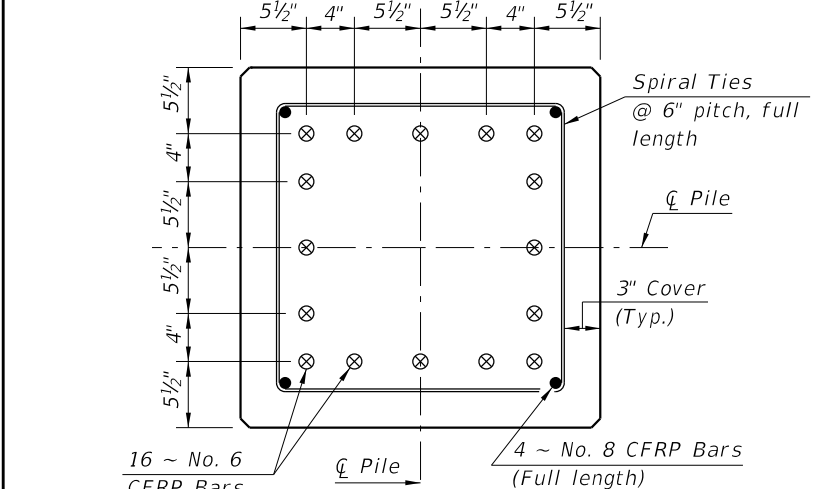 5½" 4" 5½" 5½" 4" 5½"
5½"
4"
5½"
5½"
4"
5½"
Spiral Ties
@ 6" pitch, full
length
℄ Pile
3" Cover
(Typ.)
16 ~ No. 6
CFRP Bars
℄ Pile
4 ~ No. 8 CFRP Bars
(Full length)